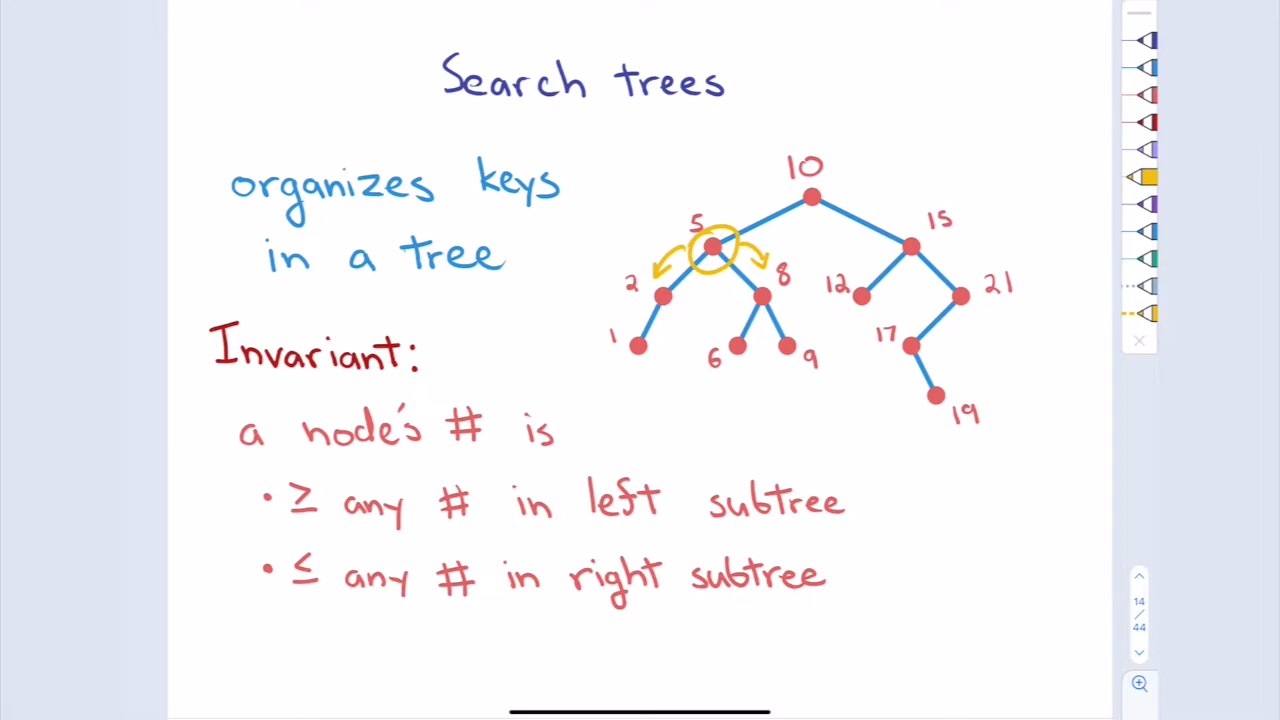 Search trees
organizes keys
in a tree
Invariant:
a node's # is
• ≥ any # in left subtree
• ≤ any # in right subtree
10
5
15
2
8
12
21
1
6
9
17
19
14
/
44